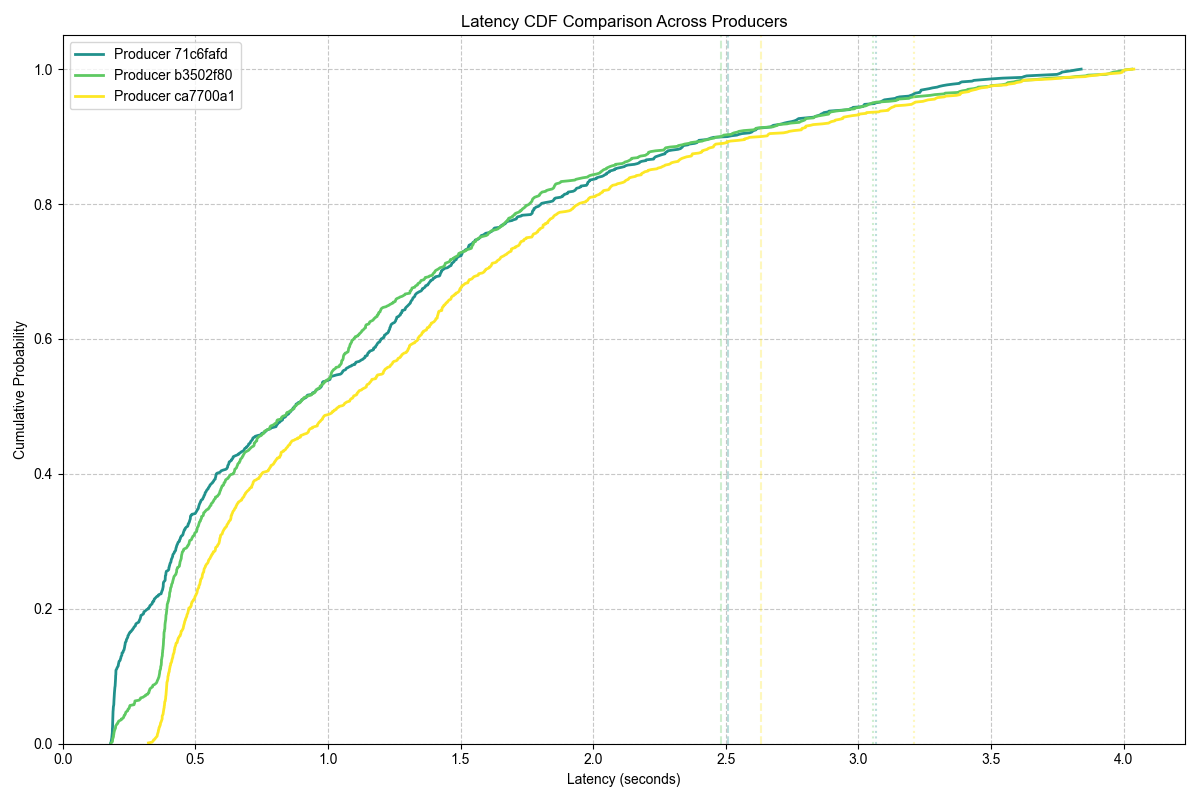 Latency CDF Comparison Across Producers
Producer 71c6fafd
Producer b3502f80
Producer ca7700a1
Cumulative Probability
1.0
0.8
0.6
0.4
0.2
0.0
0.0 0.5 1.0 1.5 2.0 2.5 3.0 3.5 4.0
Latency (seconds)